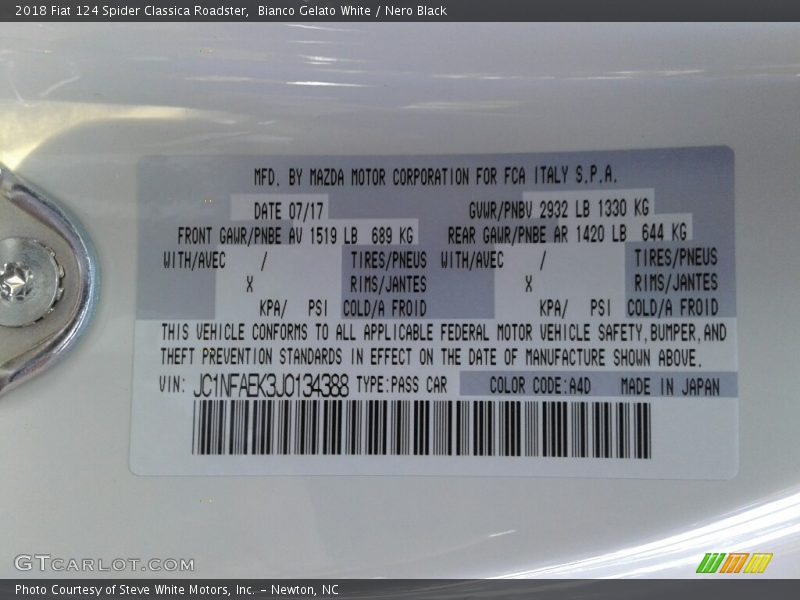 2018 Fiat 124 Spider Classica Roadster,  Bianco Gelato White / Nero Black
MFD. BY MAZDA MOTOR CORPORATION FOR FCA ITALY S.P.A.
DATE 07/17 GVWR/PNBV 2932 LB 1330 KG
FRONT GAWR/PNBE AV 1519 LB 689 KG REAR GAWR/PNBE AR 1420 LB 644 KG
WITH/AVEC / TIRES/PNEUS WITH/AVEC / TIRES/PNEUS
X RIMS/JANTES X RIMS/JANTES
KPA/ PSI COLD/A FROID KPA/ PSI COLD/A FROID
THIS VEHICLE CONFORMS TO ALL APPLICABLE FEDERAL MOTOR VEHICLE SAFETY, BUMPER, AND
THEFT PREVENTION STANDARDS IN EFFECT ON THE DATE OF MANUFACTURE SHOWN ABOVE.
VIN: JC1NFAEK3J0134388 TYPE:PASS CAR COLOR CODE:A4D MADE IN JAPAN
GTCARLOT.COM
Photo Courtesy of Steve White Motors, Inc. - Newton, NC